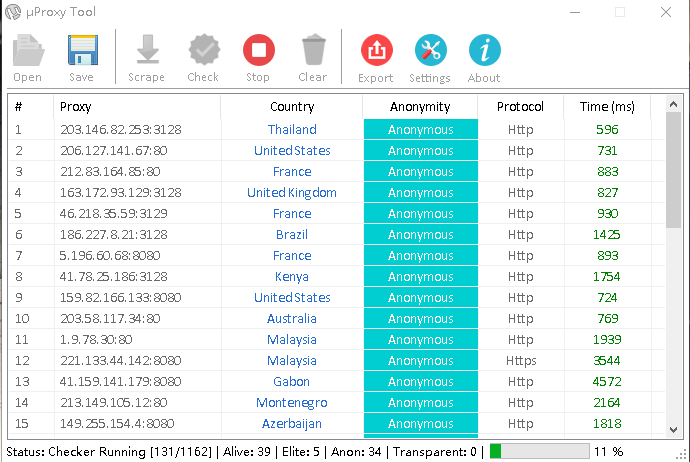 µProxy Tool
Open Save Scrape Check Stop Clear Export Settings About
# Proxy Country Anonymity Protocol Time (ms)
1 203.146.82.253:3128 Thailand Anonymous Http 596
2 206.127.141.67:80 United States Anonymous Http 731
3 212.83.164.85:80 France Anonymous Http 883
4 163.172.93.129:3128 United Kingdom Anonymous Http 827
5 46.218.35.59:3129 France Anonymous Http 930
6 186.227.8.21:3128 Brazil Anonymous Http 1425
7 5.196.60.68:8080 France Anonymous Http 893
8 41.78.25.186:3128 Kenya Anonymous Http 1754
9 159.82.166.133:8080 United States Anonymous Http 724
10 203.58.117.34:80 Australia Anonymous Http 769
11 1.9.78.30:80 Malaysia Anonymous Http 1939
12 221.133.44.142:8080 Malaysia Anonymous Https 3544
13 41.159.141.179:8080 Gabon Anonymous Http 4572
14 213.149.105.12:80 Montenegro Anonymous Http 2164
15 149.255.154.4:8080 Azerbaijan Anonymous Http 1818
Status: Checker Running [131/1162] | Alive: 39 | Elite: 5 | Anon: 34 | Transparent: 0 | 11 %